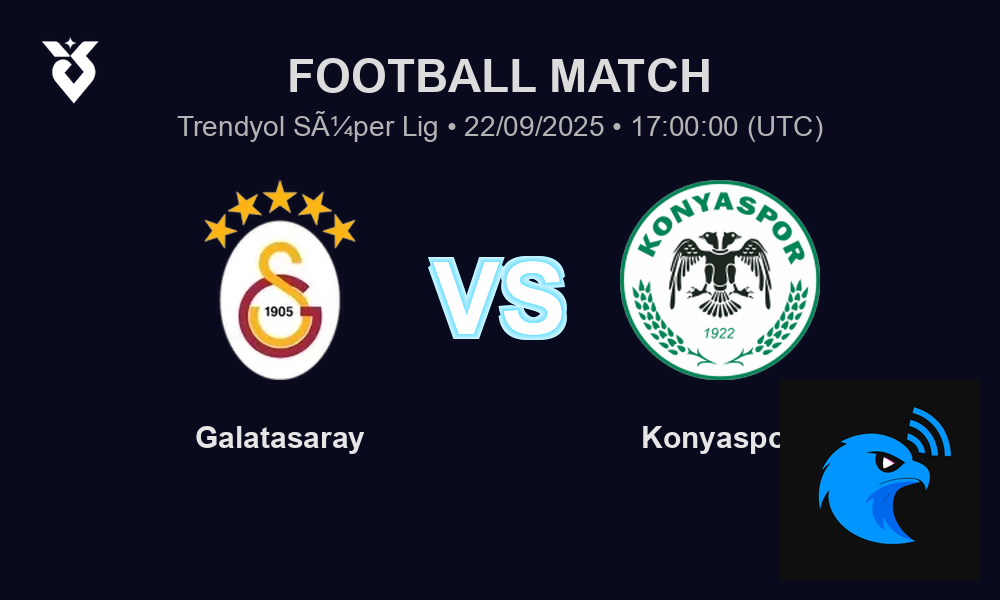 FOOTBALL MATCH
Trendyol SÃ¼per Lig • 22/09/2025 • 17:00:00 (UTC)
1905
KONYASPOR
1922
VS
Galatasaray
Konyaspo